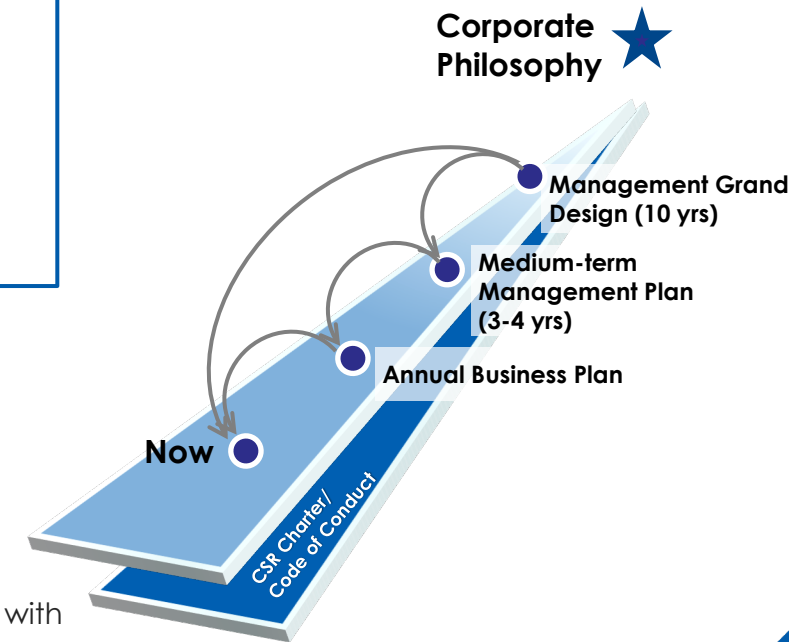 Corporate
Philosophy
Management Grand
Design (10 yrs)
Medium-term
Management Plan
(3-4 yrs)
Annual Business Plan
Now
CSR Charter/
Code of Conduct
with